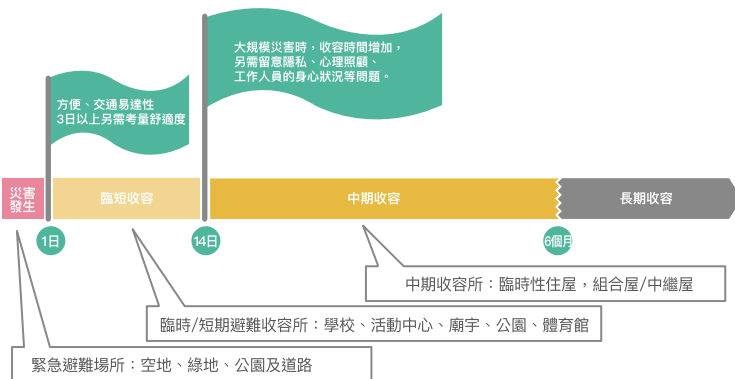 大規模災害時，收容時間增加，
另需留意隱私、心理照顧、
工作人員的身心狀況等問題。
方便、交通易達性
3日以上另需考量舒適度
災害
發生
臨短收容
中期收容
長期收容
1日
14日
6個月
中期收容所：臨時性住屋，組合屋/中繼屋
臨時/短期避難收容所：學校、活動中心、廟宇、公園、體育館
緊急避難場所：空地、綠地、公園及道路